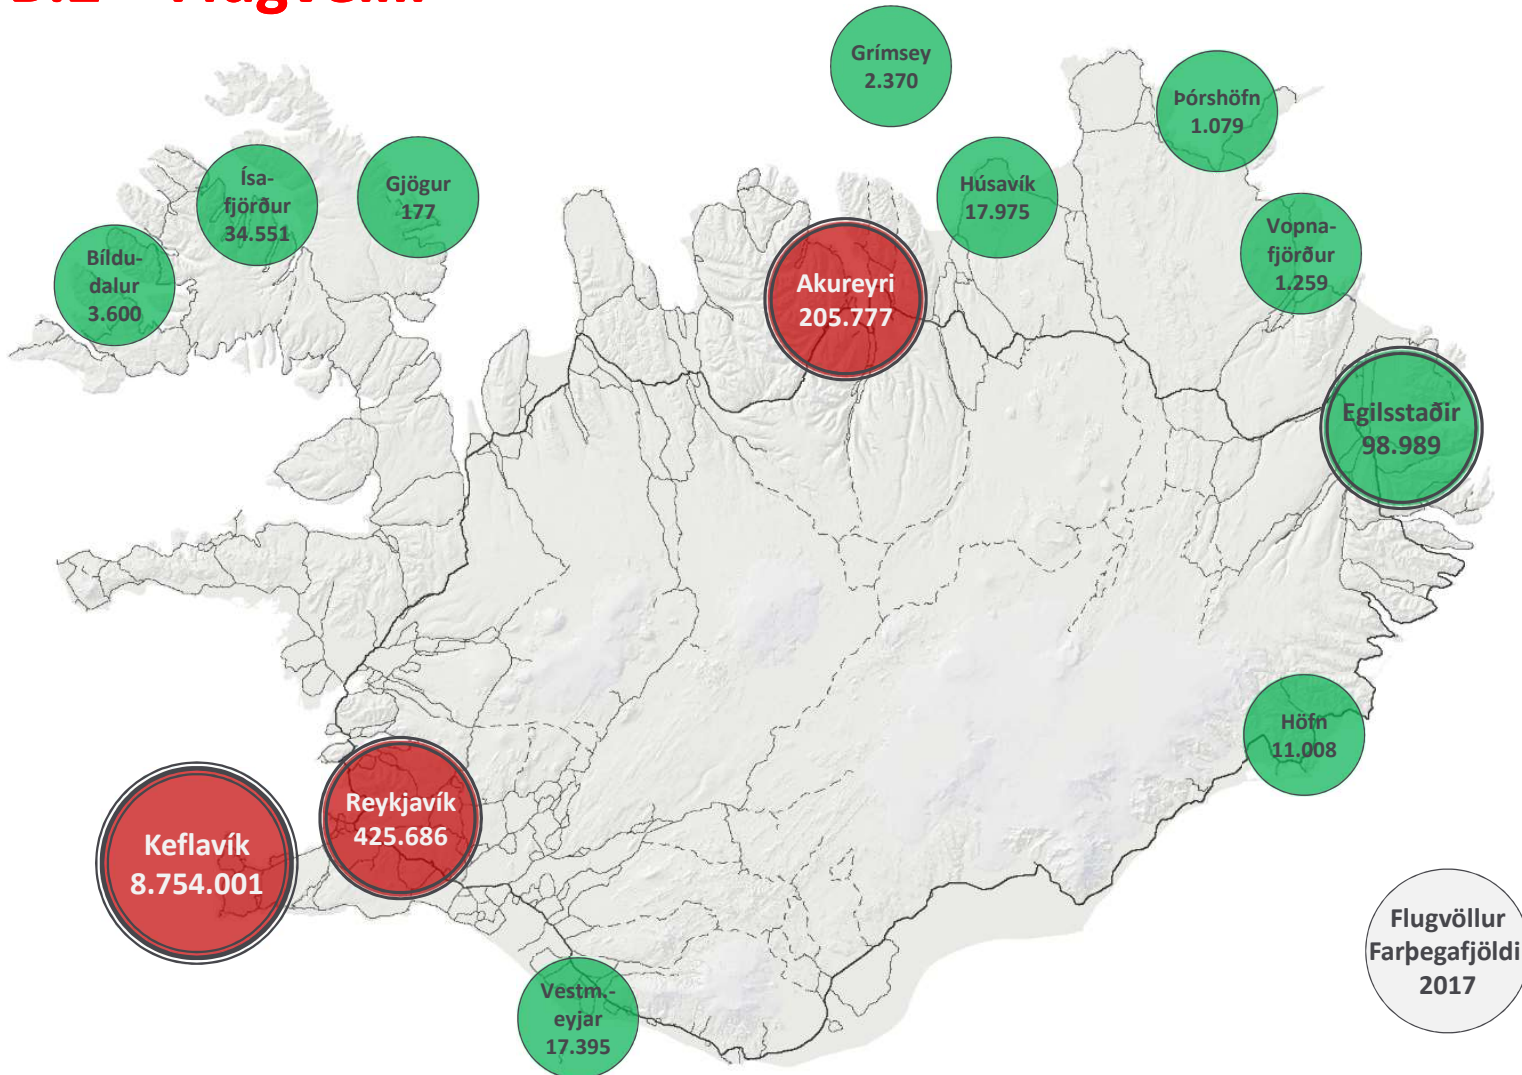 Flugvellir
Grímsey
2.370
Þórshöfn
1.079
Ísa-
fjörður
34.551
Gjögur
177
Húsavík
17.975
Vopna-
fjörður
1.259
Bíldu-
dalur
3.600
Akureyri
205.777
Egilsstaðir
98.989
Höfn
11.008
Reykjavík
425.686
Keflavík
8.754.001
Vestm.-
eyjar
17.395
Flugvöllur
Farþegafjöldi
2017